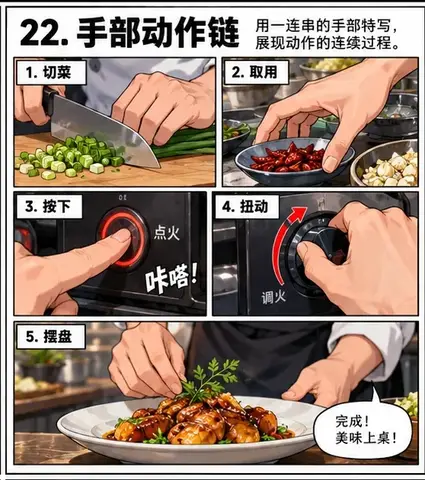 22. 手部动作链
用一连串的手部特写，
展现动作的连续过程。
1. 切菜
2. 取用
3. 按下
点火
咔嗒！
4. 扭动
调火
5. 摆盘
完成！
美味上桌！